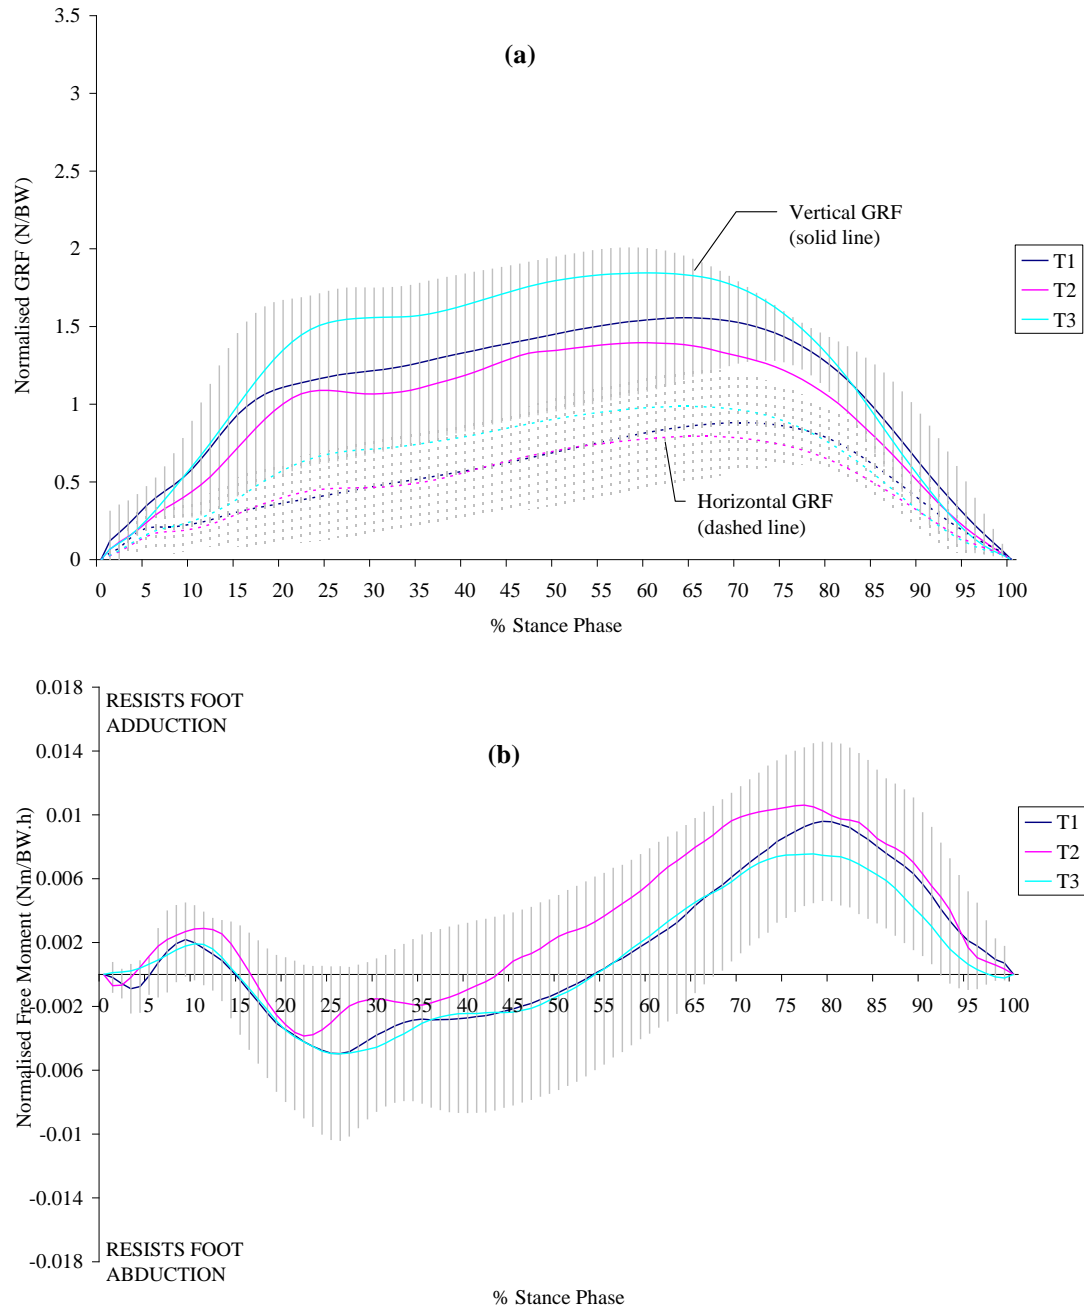 3.5
(a)
3
2.5
Normalised GRF (N/BW)
Vertical GRF
(solid line)
2
T1
T2
T3
1.5
1
0.5
Horizontal GRF
(dashed line)
0
0 5 10 15 20 25 30 35 40 45 50 55 60 65 70 75 80 85 90 95 100
% Stance Phase
0.018
RESISTS FOOT
ADDUCTION
0.014
(b)
0.01
T1
T2
T3
0.006
0.002
Normalised Free Moment (Nm/BW.h)
-0.002
0 5 10 15 20 25 30 35 40 45 50 55 60 65 70 75 80 85 90 95 100
-0.006
-0.01
-0.014
-0.018
RESISTS FOOT
ABDUCTION
% Stance Phase